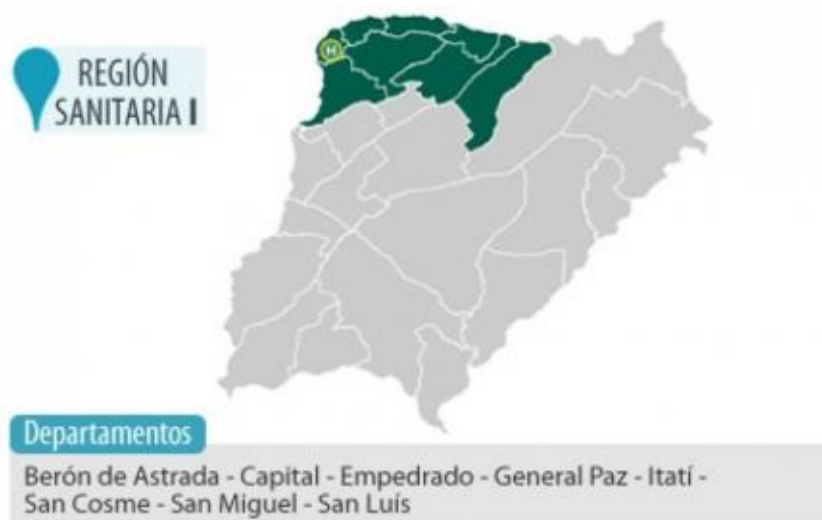 REGIÓN
SANITARIA I
H
Departamentos
Berón de Astrada - Capital - Empedrado - General Paz - Itatí -
San Cosme - San Miguel - San Luís